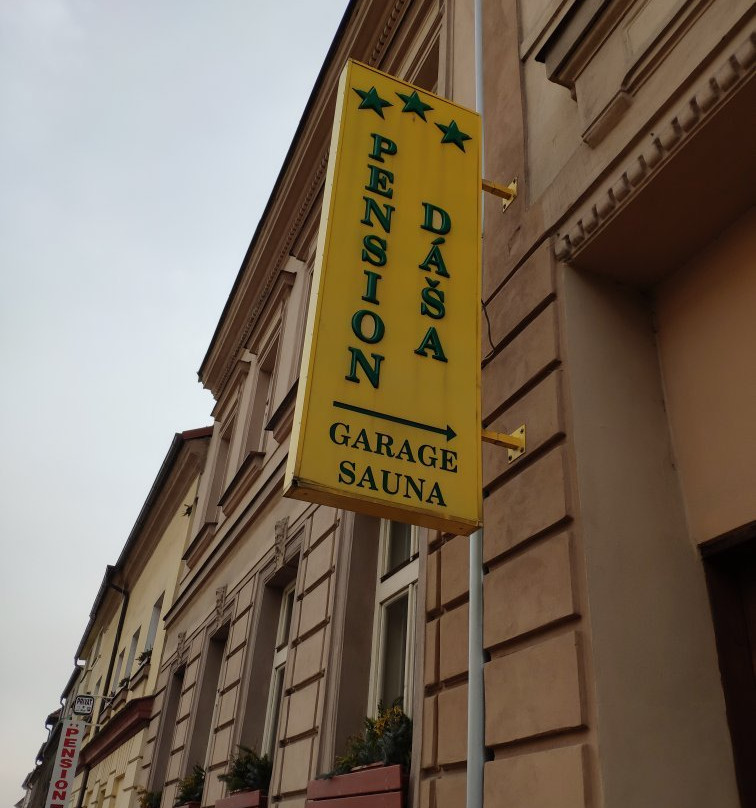 PENSION
DÁŠA
GARAGE
SAUNA
PRIVAT
PENSION